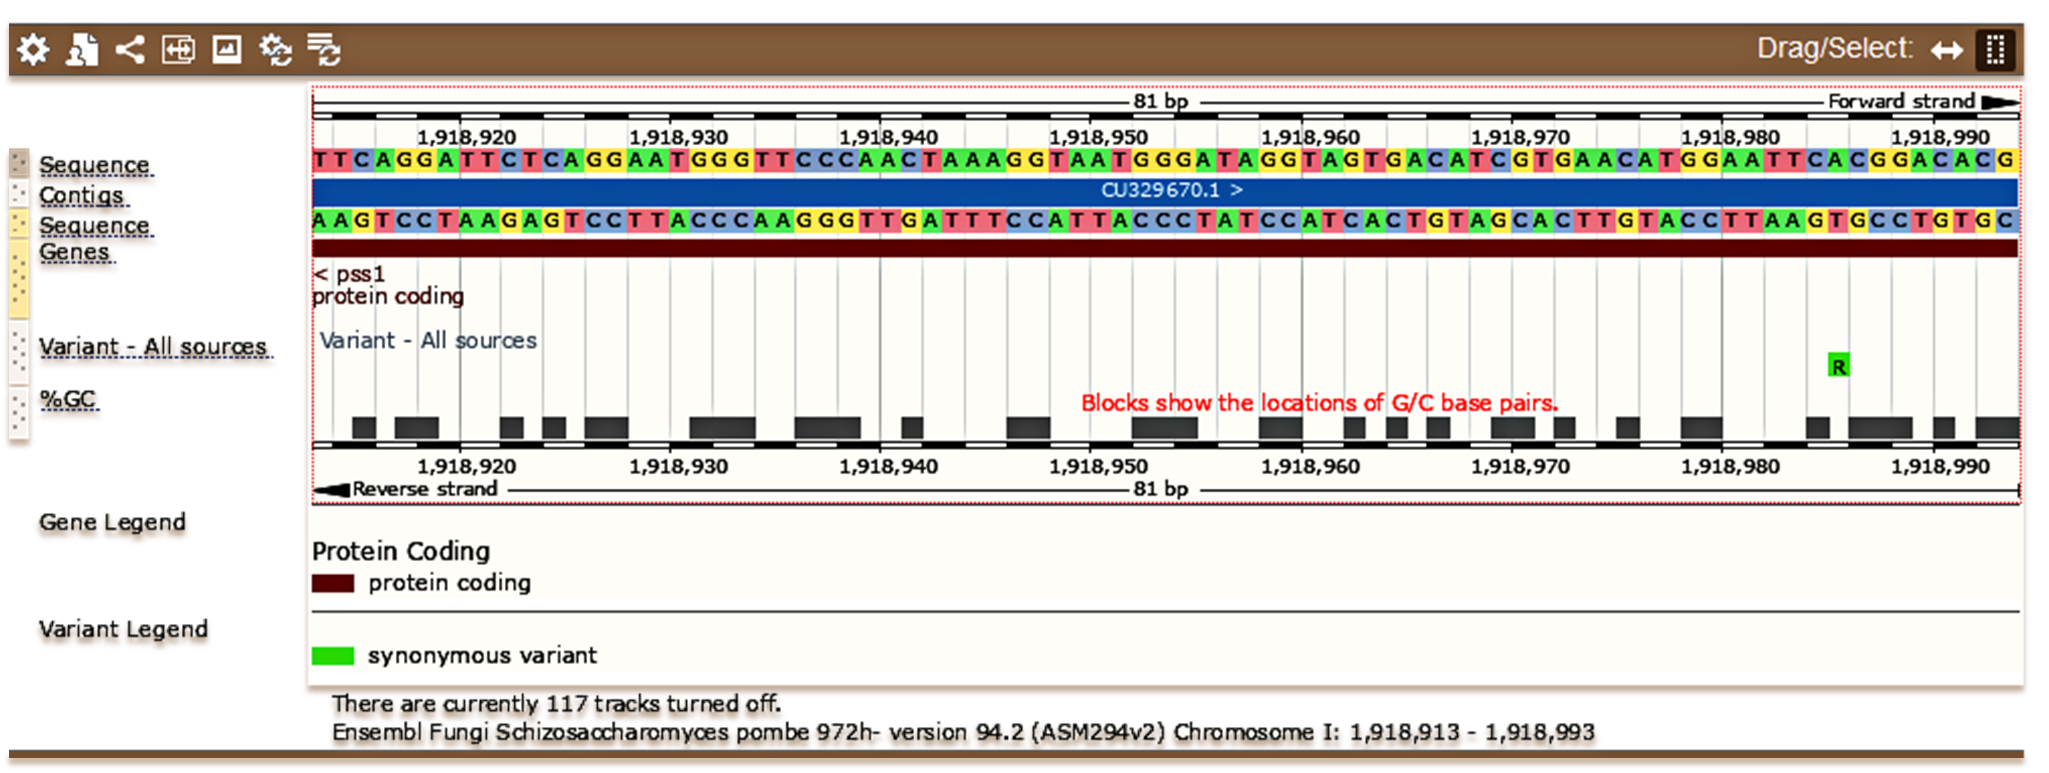 Drag/Select:
81 bp
Forward strand
1,918,920 1,918,930 1,918,940 1,918,950 1,918,960 1,918,970 1,918,980 1,918,990
Sequence TTCAGGATTCTCAGGAATGGGTTCCCAACTAAAGGTAATGGGATAGGTAGTGACATCGTGAACATGGAATTCACGGACACG
Contigs CU329670.1 >
Sequence AAGTCCTAAGAGTCCTTACCCAAGGGTTGATTTCCATTACCCTATCCATCACTGTAGCACTTGTACCTTAAGTGCCTGTGC
Genes
< pss1
protein coding
Variant - All sources Variant - All sources
R
%GC Blocks show the locations of G/C base pairs.
1,918,920 1,918,930 1,918,940 1,918,950 1,918,960 1,918,970 1,918,980 1,918,990
Reverse strand 81 bp
Gene Legend
Protein Coding
protein coding
Variant Legend
synonymous variant
There are currently 117 tracks turned off.
Ensembl Fungi Schizosaccharomyces pombe 972h- version 94.2 (ASM294v2) Chromosome I: 1,918,913 - 1,918,993